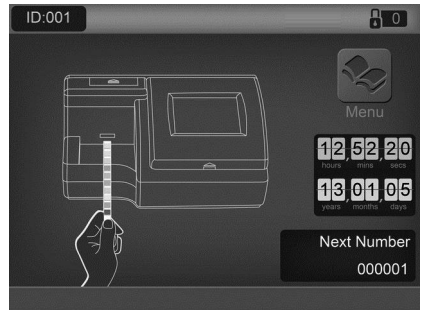 ID:001
0
Menu
12 52 20
hours mins secs
13 01 05
years months days
Next Number
000001